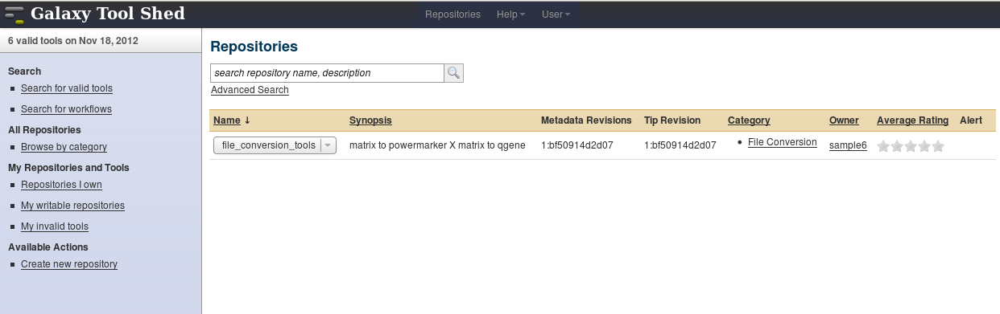 Galaxy Tool Shed
Repositories Help User
6 valid tools on Nov 18, 2012
Search
Search for valid tools
Search for workflows
All Repositories
Browse by category
My Repositories and Tools
Repositories I own
My writable repositories
My invalid tools
Available Actions
Create new repository
Repositories
search repository name, description
Advanced Search
Name ↓ Synopsis Metadata Revisions Tip Revision Category Owner Average Rating Alert
file_conversion_tools matrix to powermarker X matrix to qgene 1:bf50914d2d07 1:bf50914d2d07 File Conversion sample6